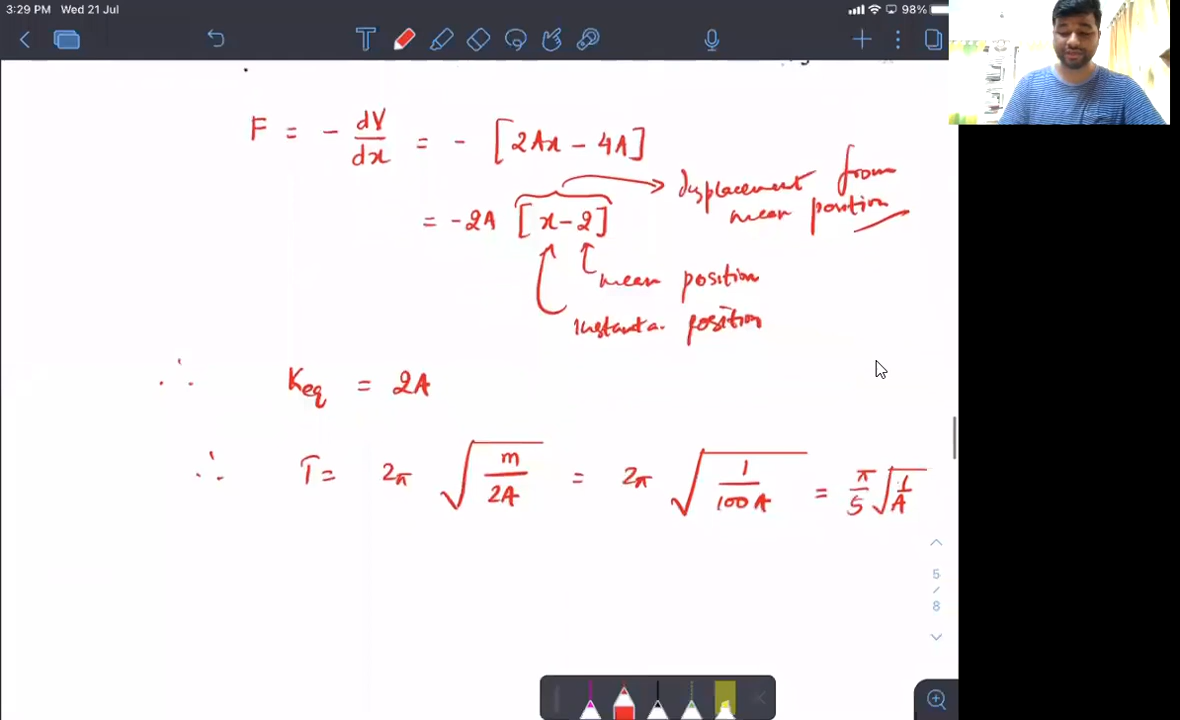 3:29 PM Wed 21 Jul 98%
F = - dV/dx = - [2Ax - 4A]
= -2A [x - 2]
displacement from
mean position
mean position
instanta. position
∴ Keq = 2A
∴ T = 2π √(m/2A) = 2π √(1/100A) = π/5 √(1/A)
5
/
8